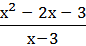 x² − 2x − 3
x−3